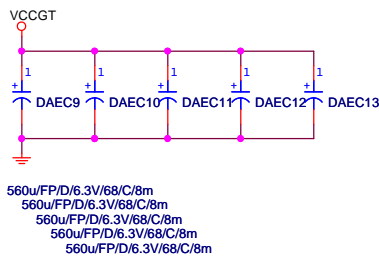 VCCGT
1 1 1 1 1
+ + + + +
DAEC9 DAEC10 DAEC11 DAEC12 DAEC13
560u/FP/D/6.3V/68/C/8m
560u/FP/D/6.3V/68/C/8m
560u/FP/D/6.3V/68/C/8m
560u/FP/D/6.3V/68/C/8m
560u/FP/D/6.3V/68/C/8m